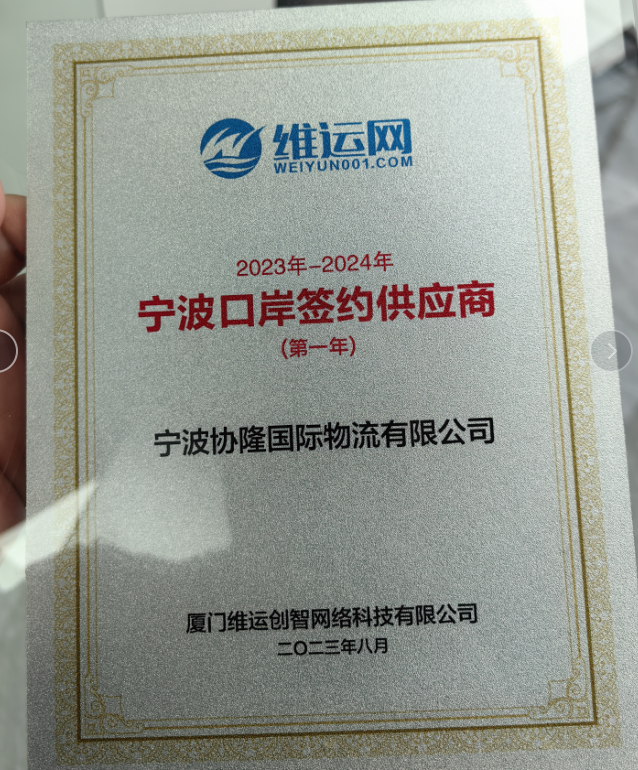 维运网
WEIYUN001.COM
2023年-2024年
宁波口岸签约供应商
(第一年)
宁波协隆国际物流有限公司
厦门维运创智网络科技有限公司
二〇二三年八月